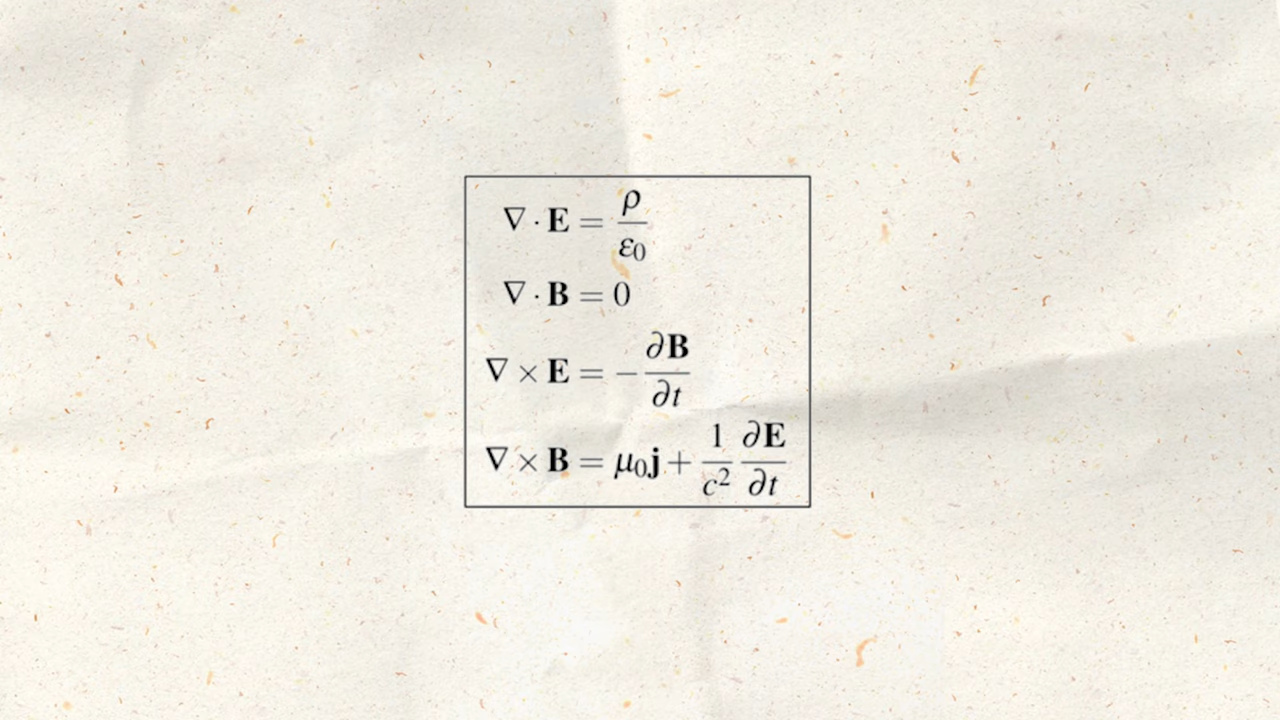 ∇ · E = ρ/ε₀
∇ · B = 0
∇ × E = −∂B/∂t
∇ × B = μ₀j + 1/c² ∂E/∂t